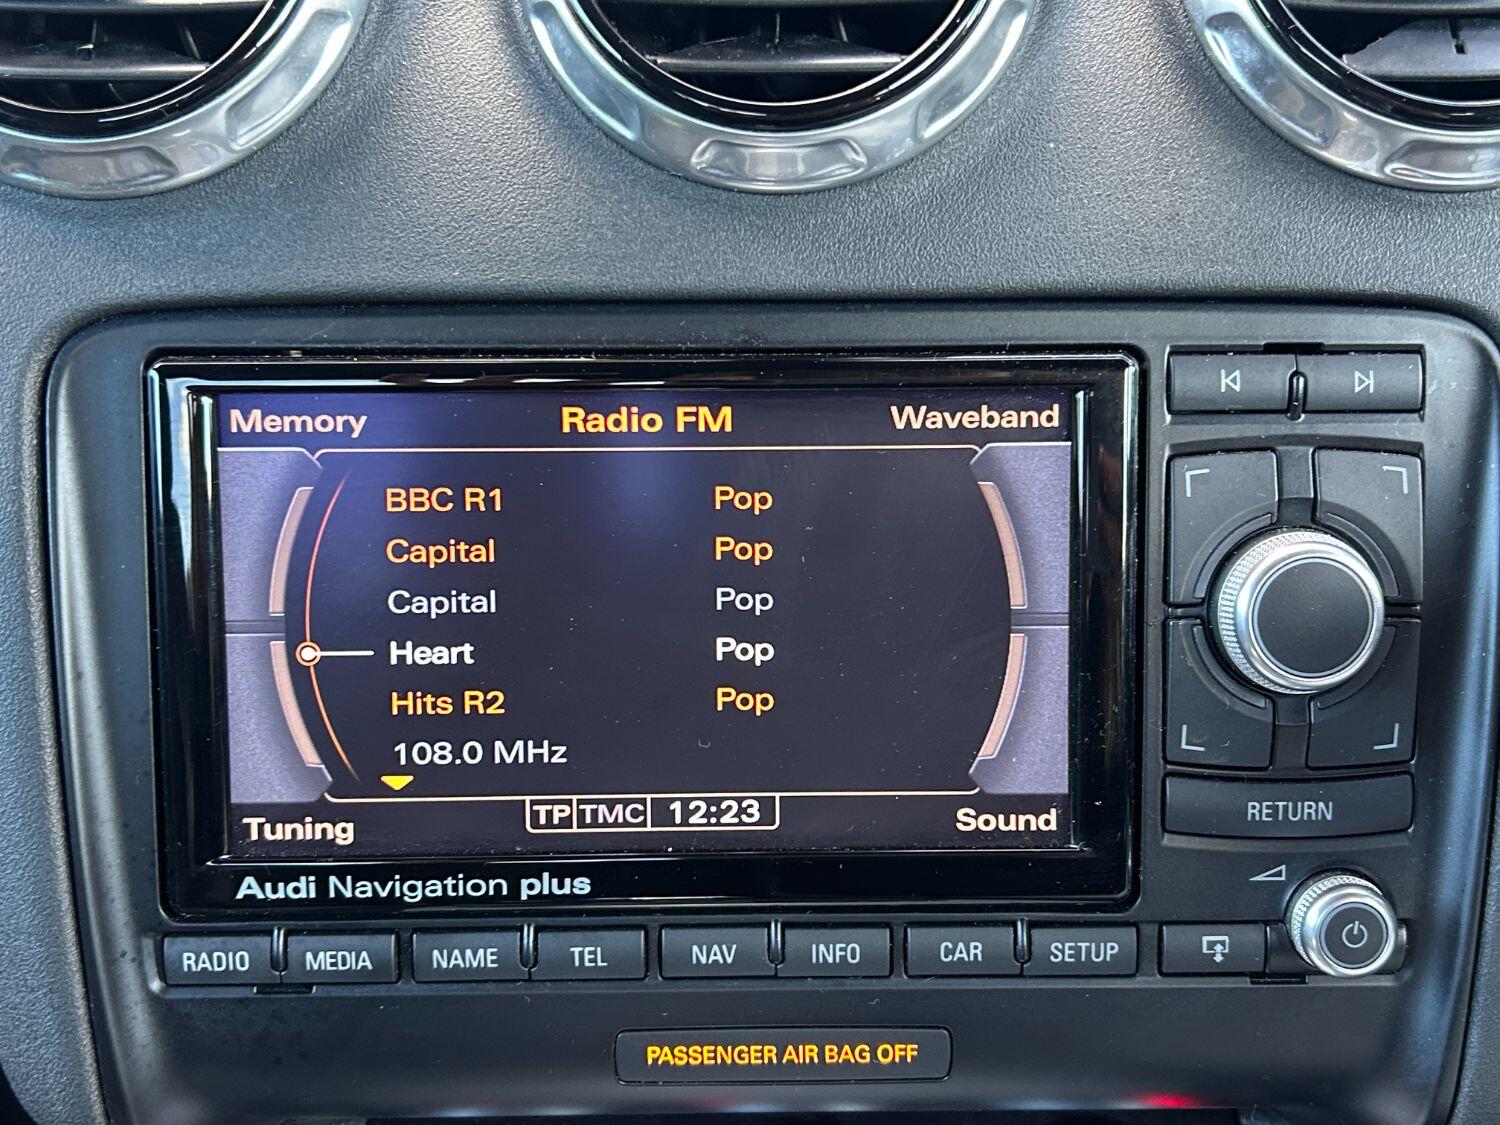 Memory Radio FM Waveband
BBC R1 Pop
Capital Pop
Capital Pop
Heart Pop
Hits R2 Pop
108.0 MHz
Tuning TP TMC 12:23 Sound
Audi Navigation plus
RETURN
RADIO MEDIA NAME TEL NAV INFO CAR SETUP
PASSENGER AIR BAG OFF